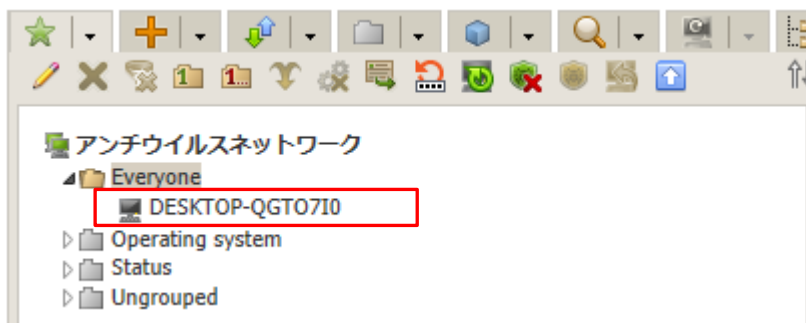 アンチウイルスネットワーク
Everyone
DESKTOP-QGTO7I0
Operating system
Status
Ungrouped